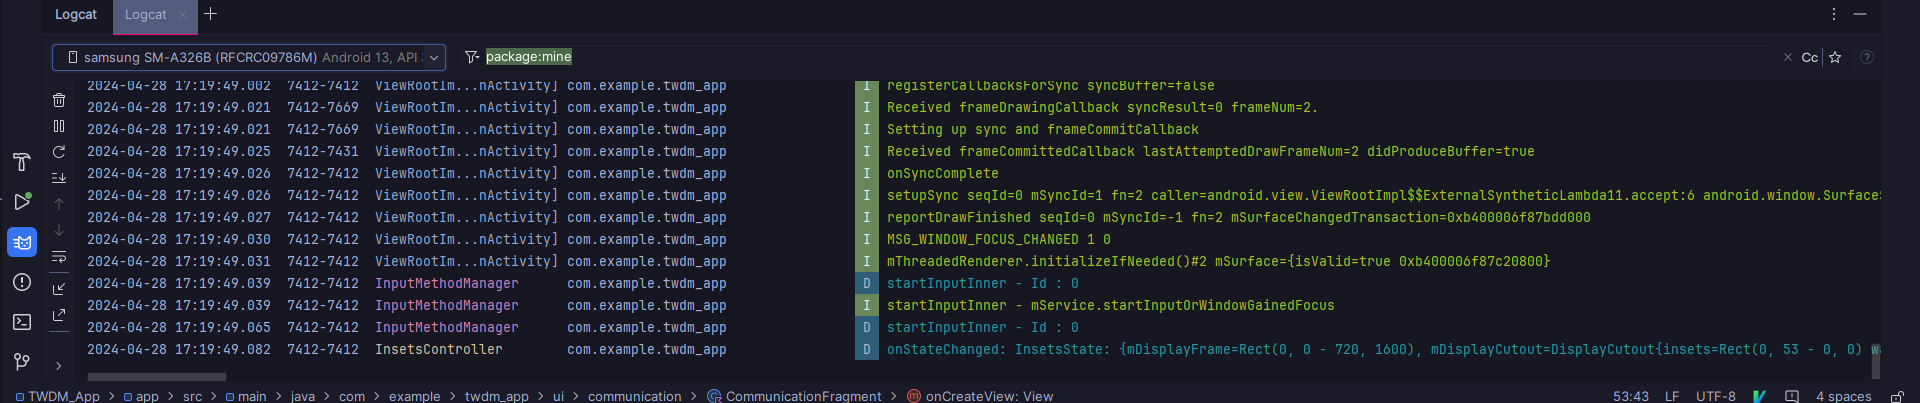 Logcat Logcat
samsung SM-A326B (RFCRC09786M) Android 13, API package:mine Cc
2024-04-28 17:19:49.002 7412-7412 ViewRootIm...nActivity] com.example.twdm_app I registerCallbacksForSync syncBuffer=false
2024-04-28 17:19:49.021 7412-7669 ViewRootIm...nActivity] com.example.twdm_app I Received frameDrawingCallback syncResult=0 frameNum=2.
2024-04-28 17:19:49.021 7412-7669 ViewRootIm...nActivity] com.example.twdm_app I Setting up sync and frameCommitCallback
2024-04-28 17:19:49.025 7412-7431 ViewRootIm...nActivity] com.example.twdm_app I Received frameCommittedCallback lastAttemptedDrawFrameNum=2 didProduceBuffer=true
2024-04-28 17:19:49.026 7412-7412 ViewRootIm...nActivity] com.example.twdm_app I onSyncComplete
2024-04-28 17:19:49.026 7412-7412 ViewRootIm...nActivity] com.example.twdm_app I setupSync seqId=0 mSyncId=1 fn=2 caller=android.view.ViewRootImpl$$ExternalSyntheticLambda11.accept:6 android.window.Surface
2024-04-28 17:19:49.027 7412-7412 ViewRootIm...nActivity] com.example.twdm_app I reportDrawFinished seqId=0 mSyncId=-1 fn=2 mSurfaceChangedTransaction=0xb400006f87bdd000
2024-04-28 17:19:49.030 7412-7412 ViewRootIm...nActivity] com.example.twdm_app I MSG_WINDOW_FOCUS_CHANGED 1 0
2024-04-28 17:19:49.031 7412-7412 ViewRootIm...nActivity] com.example.twdm_app I mThreadedRenderer.initializeIfNeeded()#2 mSurface={isValid=true 0xb400006f87c20800}
2024-04-28 17:19:49.039 7412-7412 InputMethodManager com.example.twdm_app D startInputInner - Id : 0
2024-04-28 17:19:49.039 7412-7412 InputMethodManager com.example.twdm_app I startInputInner - mService.startInputOrWindowGainedFocus
2024-04-28 17:19:49.065 7412-7412 InputMethodManager com.example.twdm_app D startInputInner - Id : 0
2024-04-28 17:19:49.082 7412-7412 InsetsController com.example.twdm_app D onStateChanged: InsetsState: {mDisplayFrame=Rect(0, 0 - 720, 1600), mDisplayCutout=DisplayCutout{insets=Rect(0, 53 - 0, 0)
TWDM_App > app > src > main > java > com > example > twdm_app > ui > communication > CommunicationFragment > onCreateView: View 53:43 LF UTF-8 4 spaces